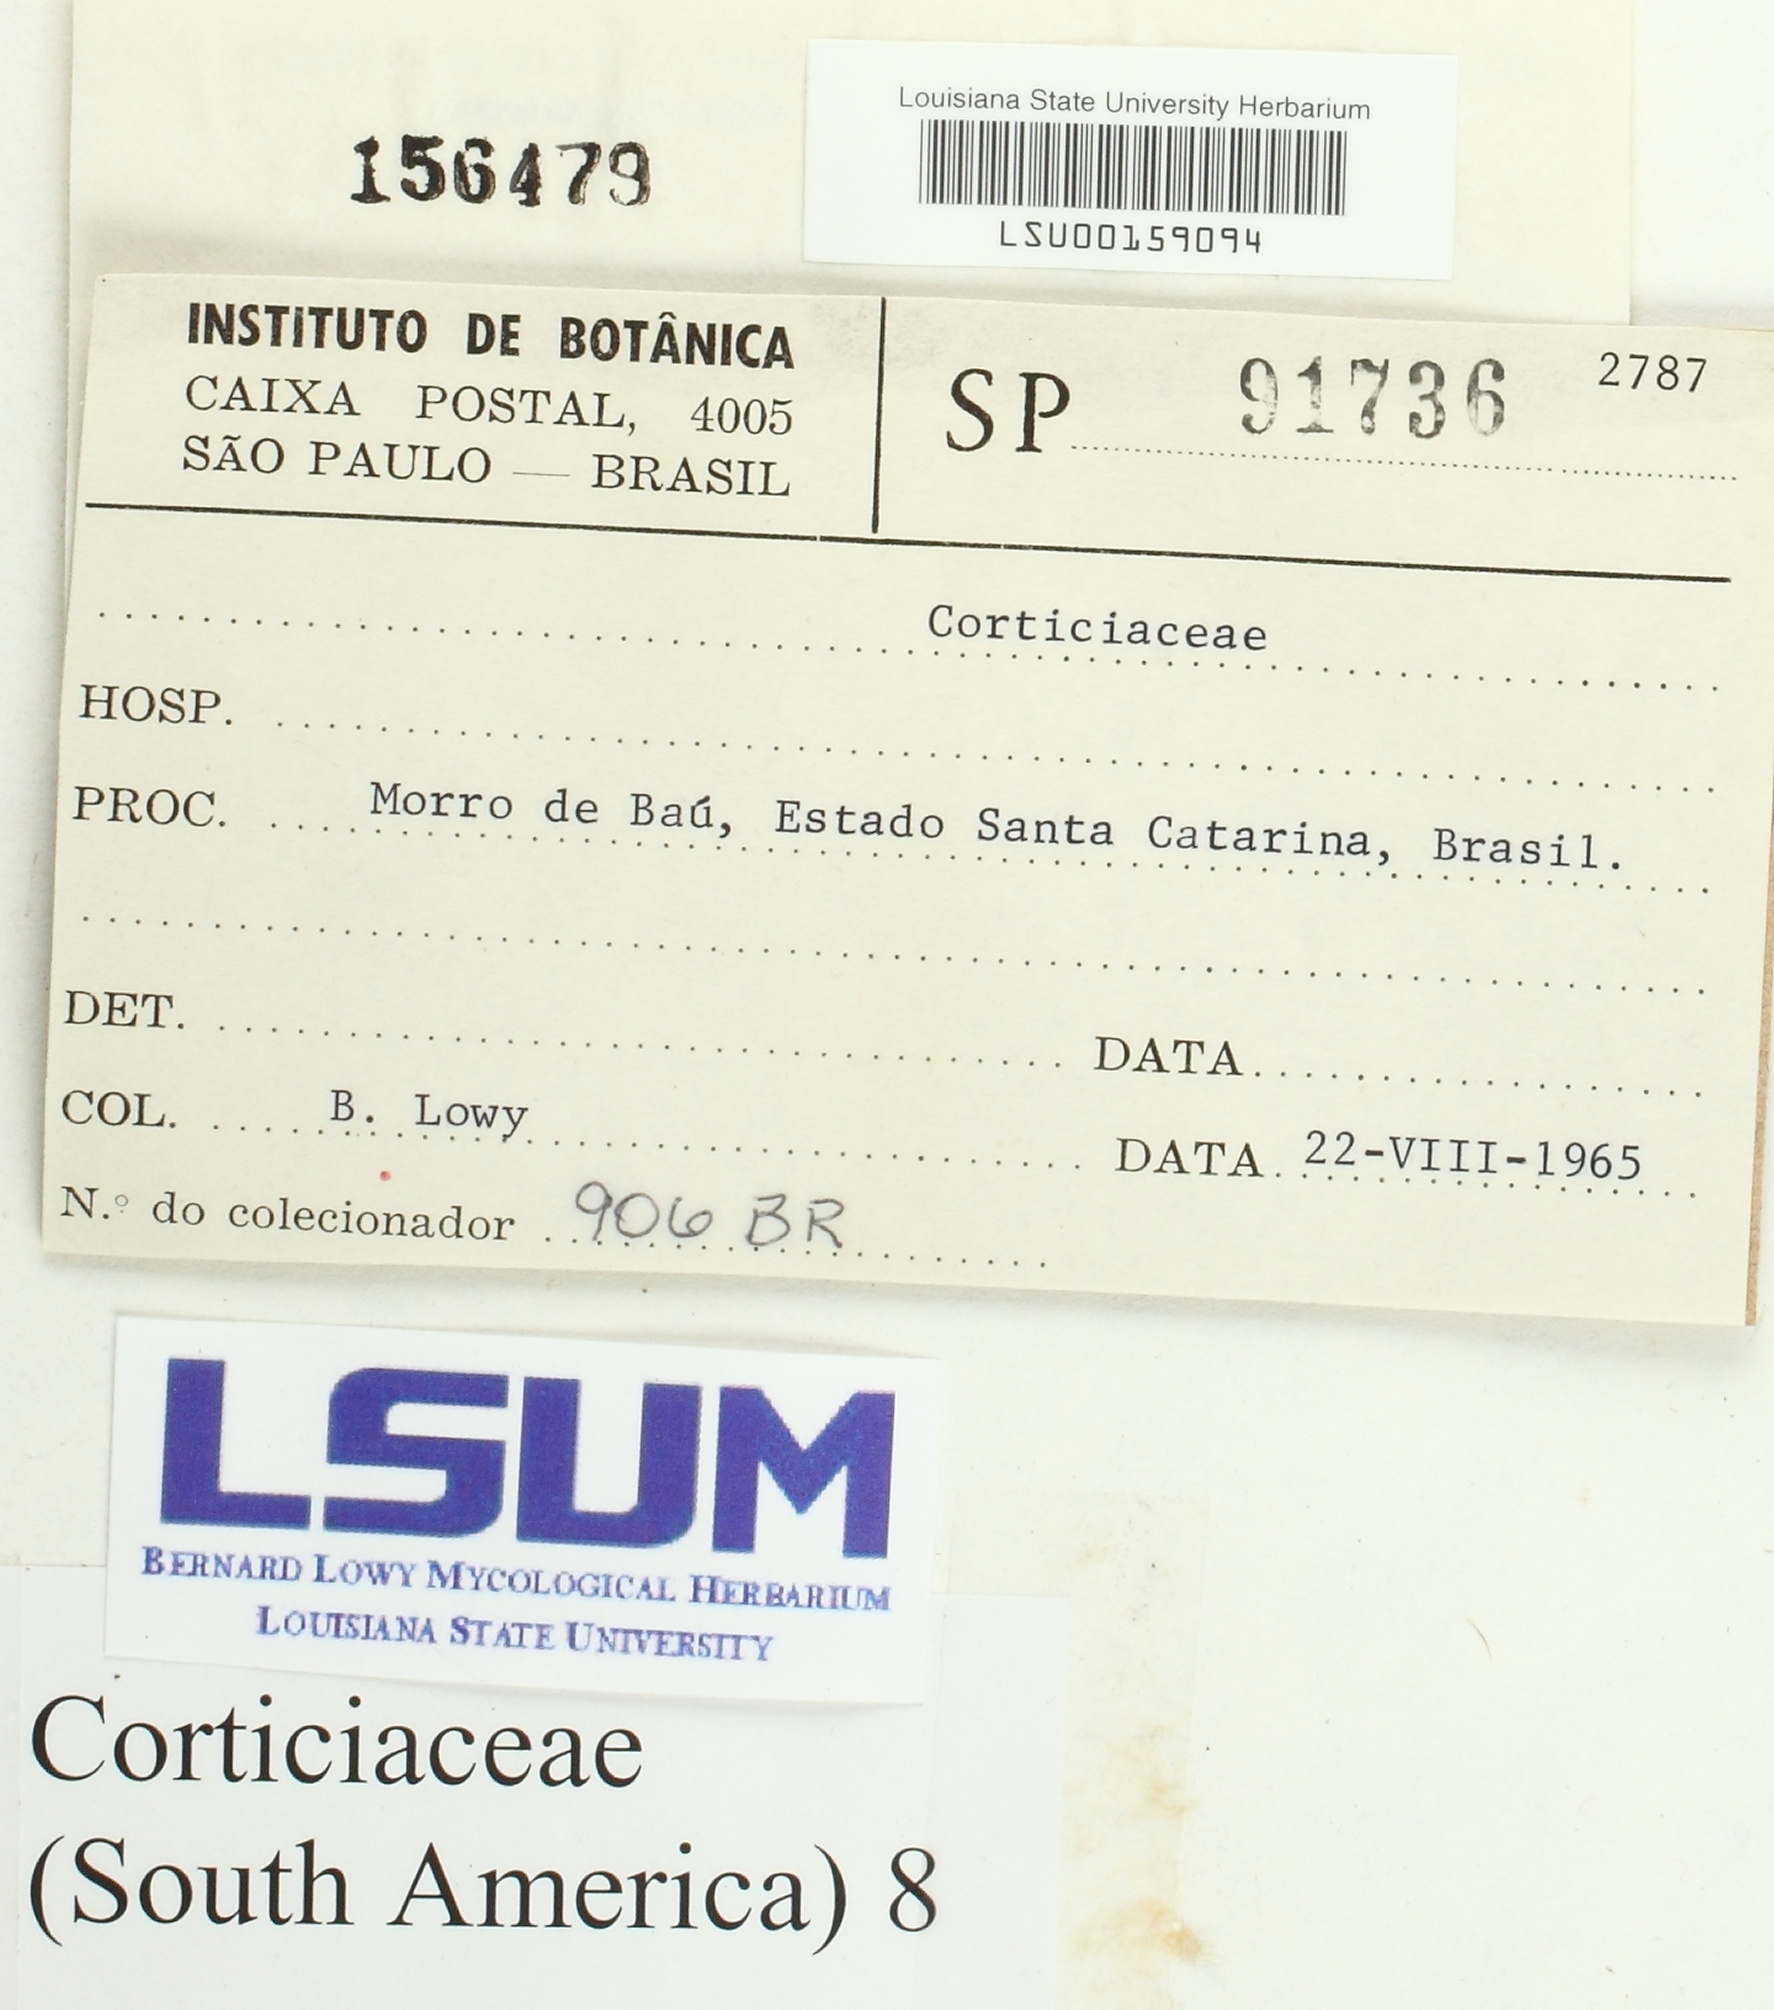 Louisiana State University Herbarium
156479
LSU00159094
INSTITUTO DE BOTÂNICA
CAIXA POSTAL, 4005
SÃO PAULO — BRASIL
SP 91736 2787
Corticiaceae
HOSP.
PROC. Morro de Baú, Estado Santa Catarina, Brasil.
DET. DATA
COL. B. Lowy DATA 22-VIII-1965
N.º do colecionador 906 BR
LSUM
BERNARD LOWY MYCOLOGICAL HERBARIUM
LOUISIANA STATE UNIVERSITY
Corticiaceae
(South America) 8